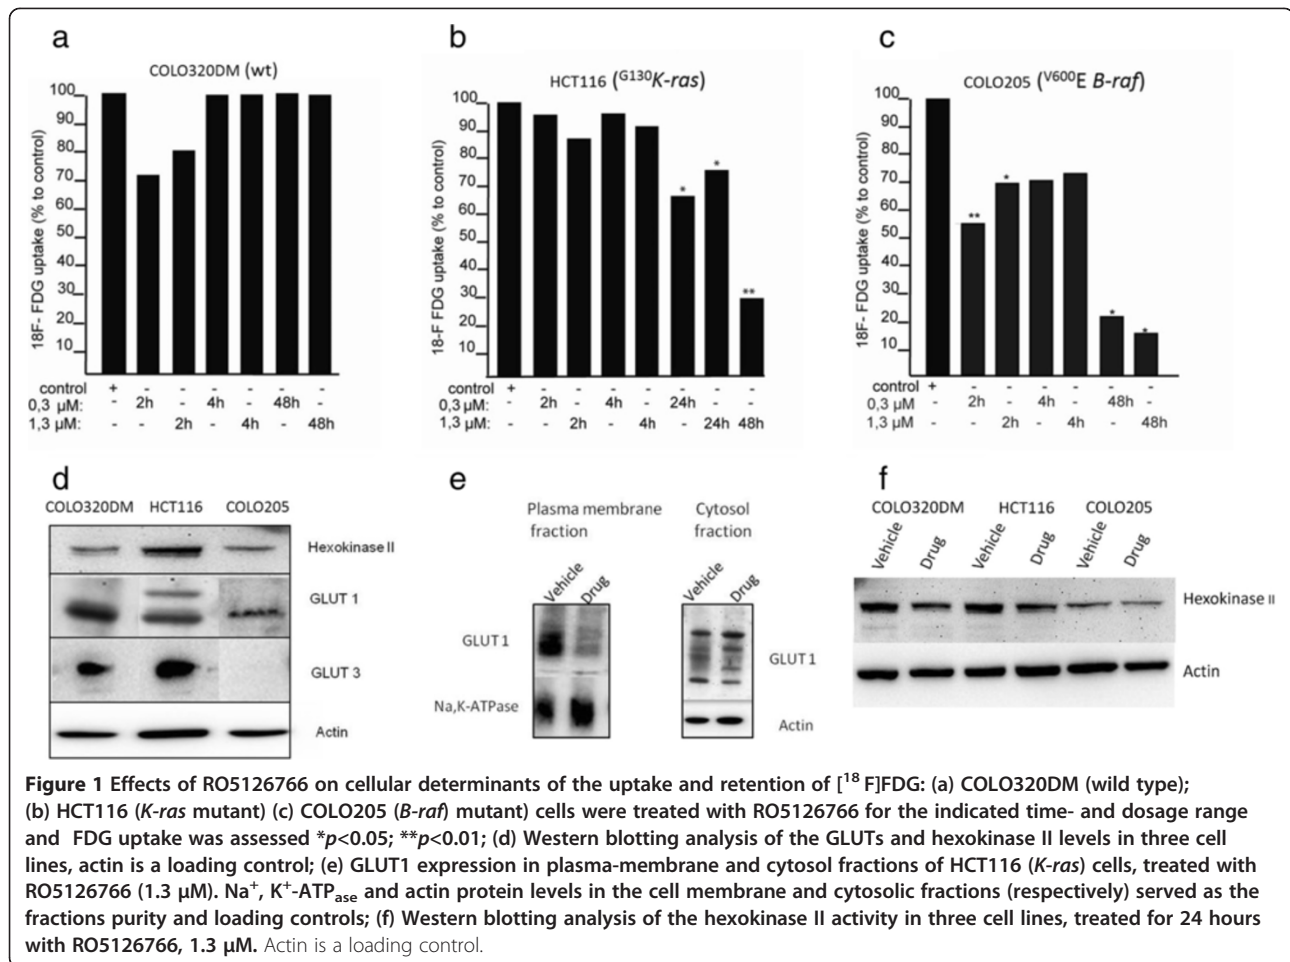 a
COLO320DM (wt)
18F- FDG uptake (% to control)
100
90
80
70
60
50
40
30
20
10
control + - - - - - -
0,3 µM: - 2h - 4h - 48h -
1,3 µM: - - 2h - 4h - 48h
b
HCT116 (G130K-ras)
18-F FDG uptake (% to control)
100
90
80
70
60
50
40
30
20
10
* * **
control + - - - - - - -
0,3 µM: - 2h - 4h - 24h - -
1,3 µM: - - 2h - 4h - 24h 48h
c
COLO205 (V600E B-raf)
18F- FDG uptake (% to control)
100
90
80
70
60
50
40
30
20
10
** * * *
control + - - - - - -
0,3 µM: - 2h - 4h - 48h -
1,3 µM: - - 2h - 4h - 48h
d
COLO320DM HCT116 COLO205
Hexokinase II
GLUT 1
GLUT 3
Actin
e
Plasma membrane
fraction
Vehicle Drug
GLUT 1
Na,K-ATPase
Cytosol
fraction
Vehicle Drug
GLUT 1
Actin
f
COLO320DM HCT116 COLO205
Vehicle Drug Vehicle Drug Vehicle Drug
Hexokinase II
Actin
Figure 1 Effects of RO5126766 on cellular determinants of the uptake and retention of [18 F]FDG: (a) COLO320DM (wild type);
(b) HCT116 (K-ras mutant) (c) COLO205 (B-raf) mutant) cells were treated with RO5126766 for the indicated time- and dosage range
and FDG uptake was assessed *p<0.05; **p<0.01; (d) Western blotting analysis of the GLUTs and hexokinase II levels in three cell
lines, actin is a loading control; (e) GLUT1 expression in plasma-membrane and cytosol fractions of HCT116 (K-ras) cells, treated with
RO5126766 (1.3 µM). Na+, K+-ATPase and actin protein levels in the cell membrane and cytosolic fractions (respectively) served as the
fractions purity and loading controls; (f) Western blotting analysis of the hexokinase II activity in three cell lines, treated for 24 hours
with RO5126766, 1.3 µM. Actin is a loading control.